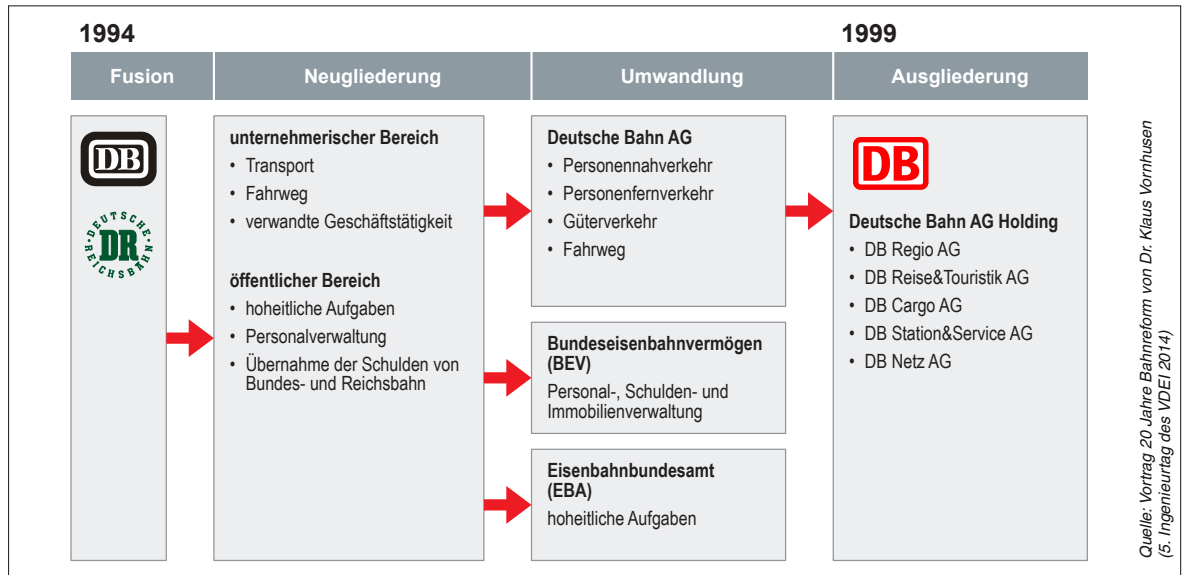 1994
1999
Fusion
Neugliederung
Umwandlung
Ausgliederung
DB
DEUTSCHE
REICHSBAHN
DR
unternehmerischer Bereich
• Transport
• Fahrweg
• verwandte Geschäftstätigkeit
öffentlicher Bereich
• hoheitliche Aufgaben
• Personalverwaltung
• Übernahme der Schulden von
Bundes- und Reichsbahn
Deutsche Bahn AG
• Personennahverkehr
• Personenfernverkehr
• Güterverkehr
• Fahrweg
Bundeseisenbahnvermögen
(BEV)
Personal-, Schulden- und
Immobilienverwaltung
Eisenbahnbundesamt
(EBA)
hoheitliche Aufgaben
DB
Deutsche Bahn AG Holding
• DB Regio AG
• DB Reise&Touristik AG
• DB Cargo AG
• DB Station&Service AG
• DB Netz AG
Quelle: Vortrag 20 Jahre Bahnreform von Dr. Klaus Vornhusen
(5. Ingenieurtag des VDEI 2014)